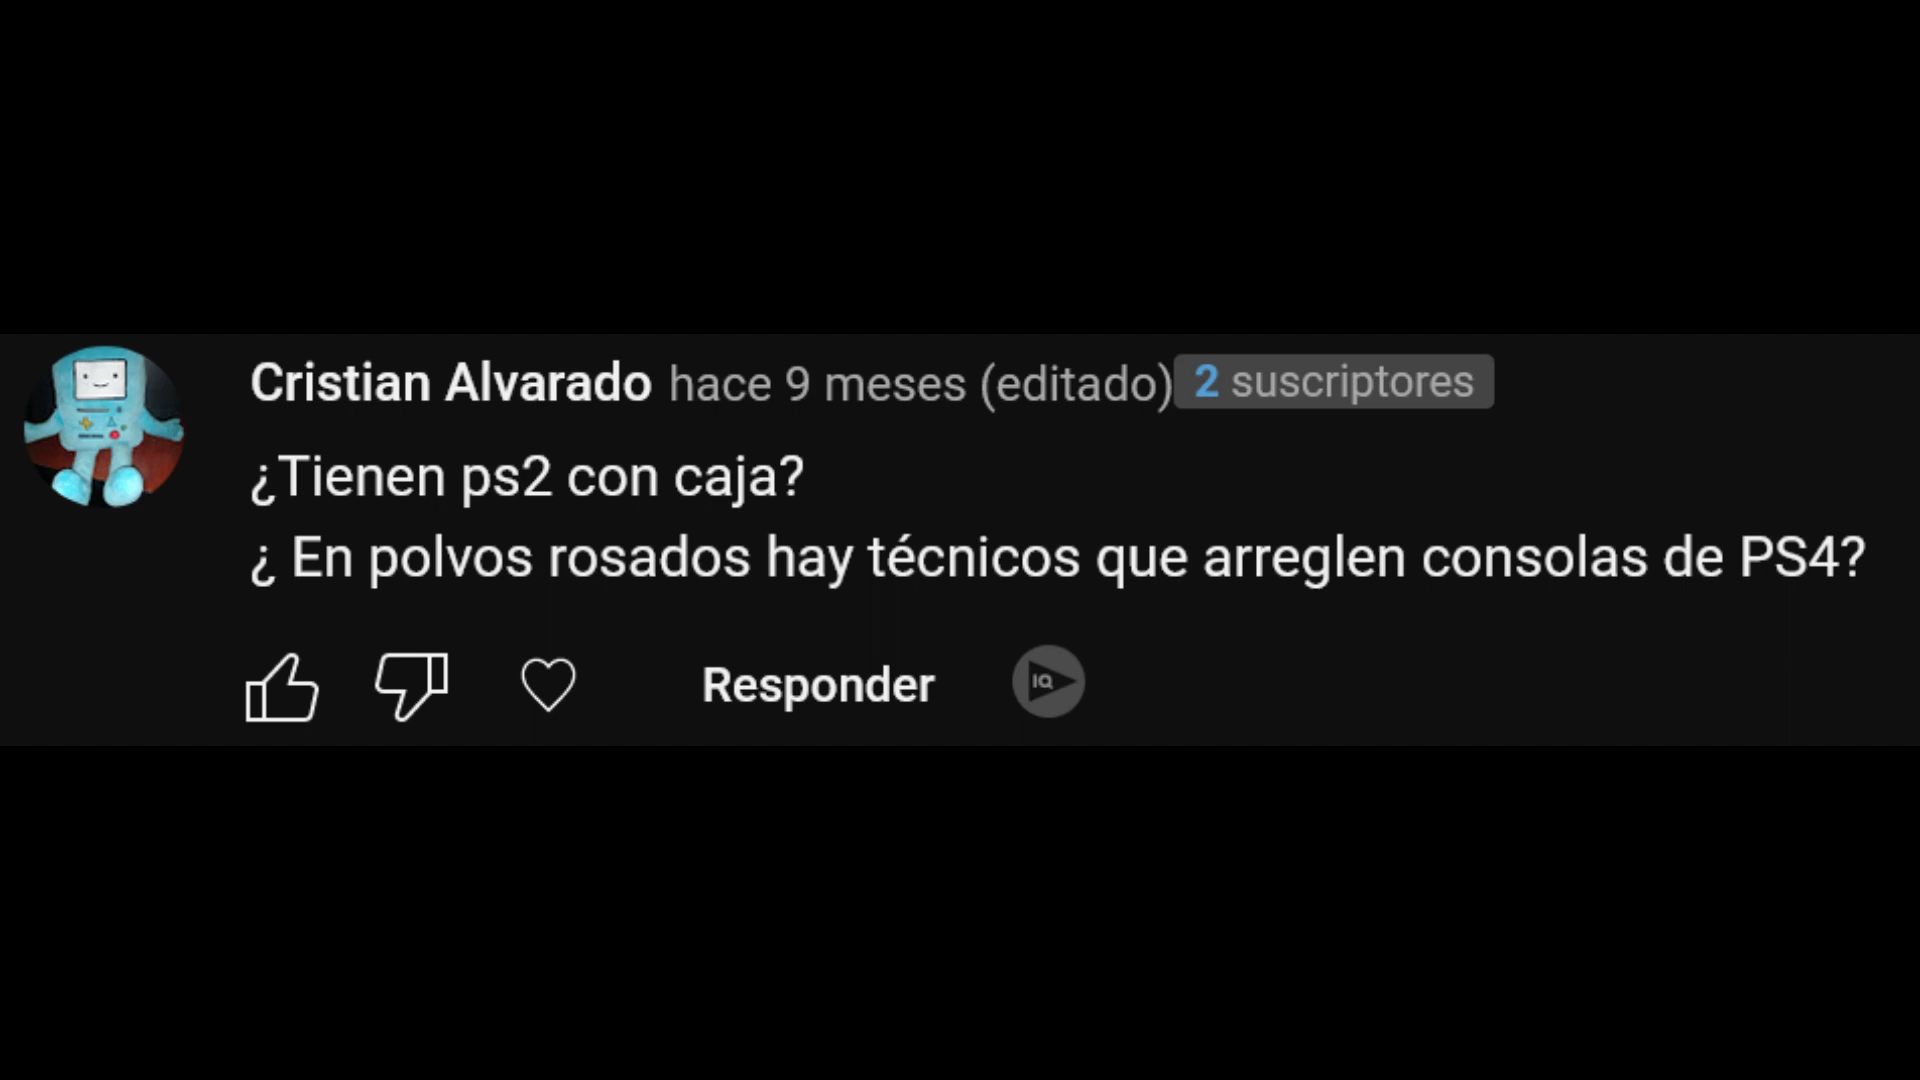 Cristian Alvarado hace 9 meses (editado) 2 suscriptores
¿Tienen ps2 con caja?
¿ En polvos rosados hay técnicos que arreglen consolas de PS4?
Responder IQ